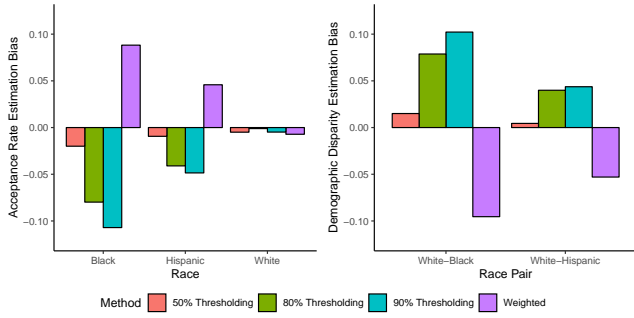 Acceptance Rate Estimation Bias
0.10
0.05
0.00
−0.05
−0.10
Black
Hispanic
White
Race
Demographic Disparity Estimation Bias
0.10
0.05
0.00
−0.05
−0.10
White−Black
White−Hispanic
Race Pair
Method 50% Thresholding 80% Thresholding 90% Thresholding Weighted